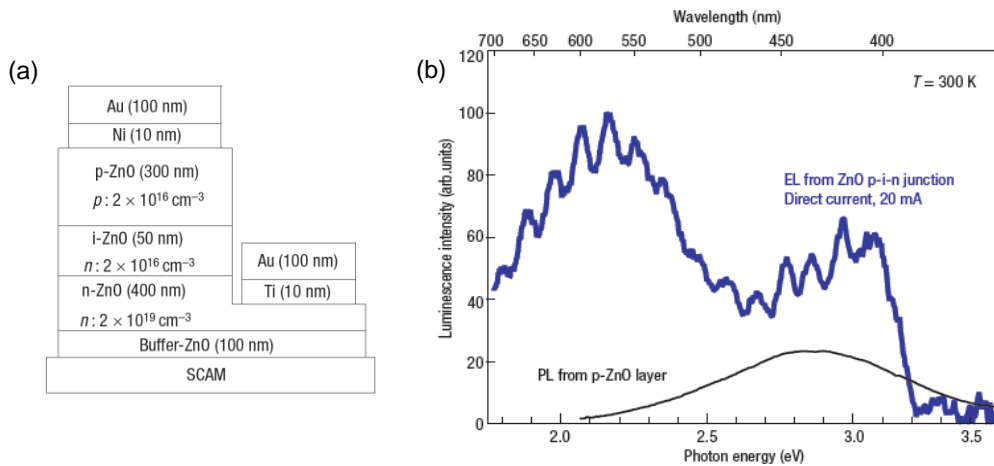 (a)
Au (100 nm)
Ni (10 nm)
p-ZnO (300 nm)
p : 2 × 10¹⁶ cm⁻³
i-ZnO (50 nm)
n : 2 × 10¹⁶ cm⁻³
n-ZnO (400 nm)
n : 2 × 10¹⁹ cm⁻³
Au (100 nm)
Ti (10 nm)
Buffer-ZnO (100 nm)
SCAM
(b)
Wavelength (nm)
700 650 600 550 500 450 400
120
100
80
60
40
20
0
Luminescence intensity (arb.units)
T = 300 K
EL from ZnO p-i-n junction
Direct current, 20 mA
PL from p-ZnO layer
2.0 2.5 3.0 3.5
Photon energy (eV)